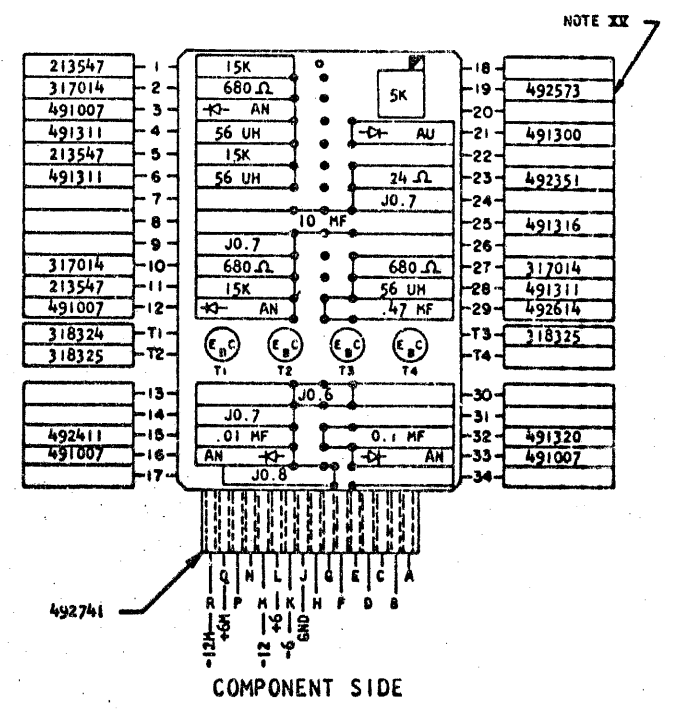 NOTE XV
213547 1 15K 18
317014 2 680 Ω 5K 19 492573
491007 3 AN 20
491311 4 56 UH AU 21 491300
213547 5 15K 22
491311 6 56 UH 24 Ω 23 492351
7 J0.7 24
8 10 MF 25 491316
9 J0.7 26
317014 10 680 Ω 680 Ω 27 317014
213547 11 15K 56 UH 28 491311
491007 12 AN .47 MF 29 492614
318324 T1 T3 318325
318325 T2 T4
E B C E B C E B C E B C
T1 T2 T3 T4
13 J0.6 30
14 J0.7 31
492411 15 .01 MF 0.1 MF 32 491320
491007 16 AN AN 33 491007
17 J0.8 34
Q N L J G E C A
R P M K H F D B
492741
-12M +6M -12 +6 -6 GND
COMPONENT SIDE